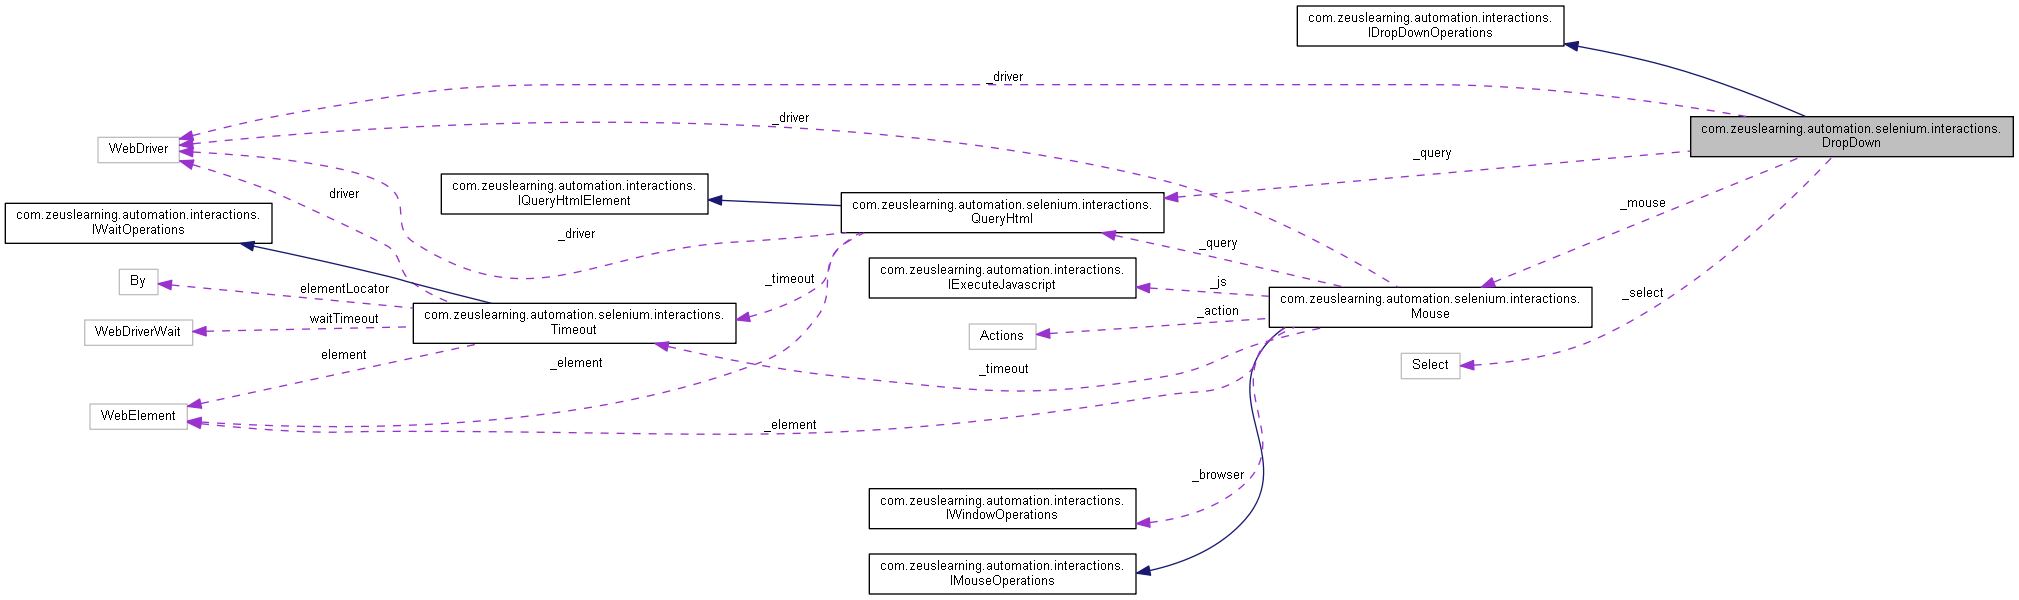 com.zeuslearning.automation.interactions.
IDropDownOperations
_driver
_driver
com.zeuslearning.automation.selenium.interactions.
DropDown
WebDriver
_query
driver
com.zeuslearning.automation.interactions.
IQueryHtmlElement
com.zeuslearning.automation.selenium.interactions.
QueryHtml
_mouse
com.zeuslearning.automation.interactions.
IWaitOperations
_driver
_query
By
elementLocator
_timeout
com.zeuslearning.automation.interactions.
IExecuteJavascript
_js
com.zeuslearning.automation.selenium.interactions.
Mouse
_select
com.zeuslearning.automation.selenium.interactions.
Timeout
waitTimeout
WebDriverWait
_action
Actions
element
_element
_timeout
Select
WebElement
_element
_browser
com.zeuslearning.automation.interactions.
IWindowOperations
com.zeuslearning.automation.interactions.
IMouseOperations